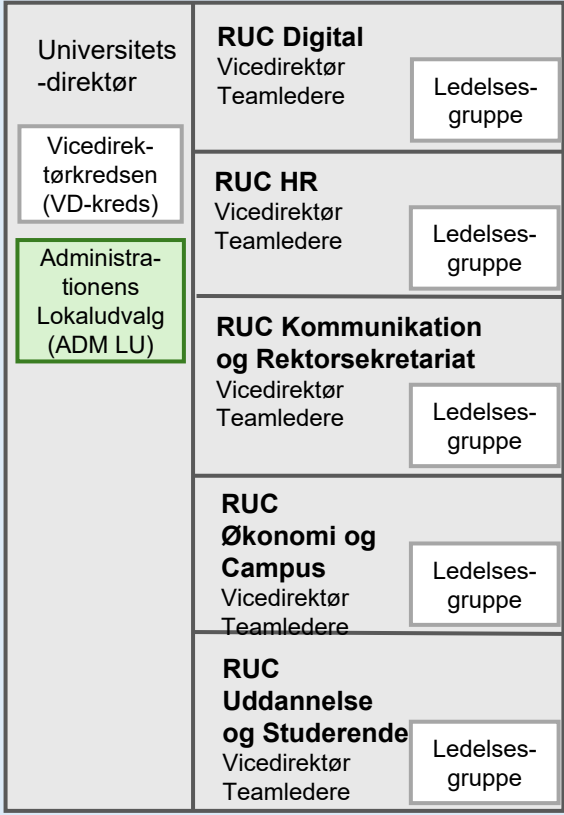 Universitets
-direktør
Vicedirek-
tørkredsen
(VD-kreds)
Administra-
tionens
Lokaludvalg
(ADM LU)
RUC Digital
Vicedirektør
Teamledere
Ledelses-
gruppe
RUC HR
Vicedirektør
Teamledere
Ledelses-
gruppe
RUC Kommunikation
og Rektorsekretariat
Vicedirektør
Teamledere
Ledelses-
gruppe
RUC
Økonomi og
Campus
Vicedirektør
Teamledere
Ledelses-
gruppe
RUC
Uddannelse
og Studerende
Vicedirektør
Teamledere
Ledelses-
gruppe